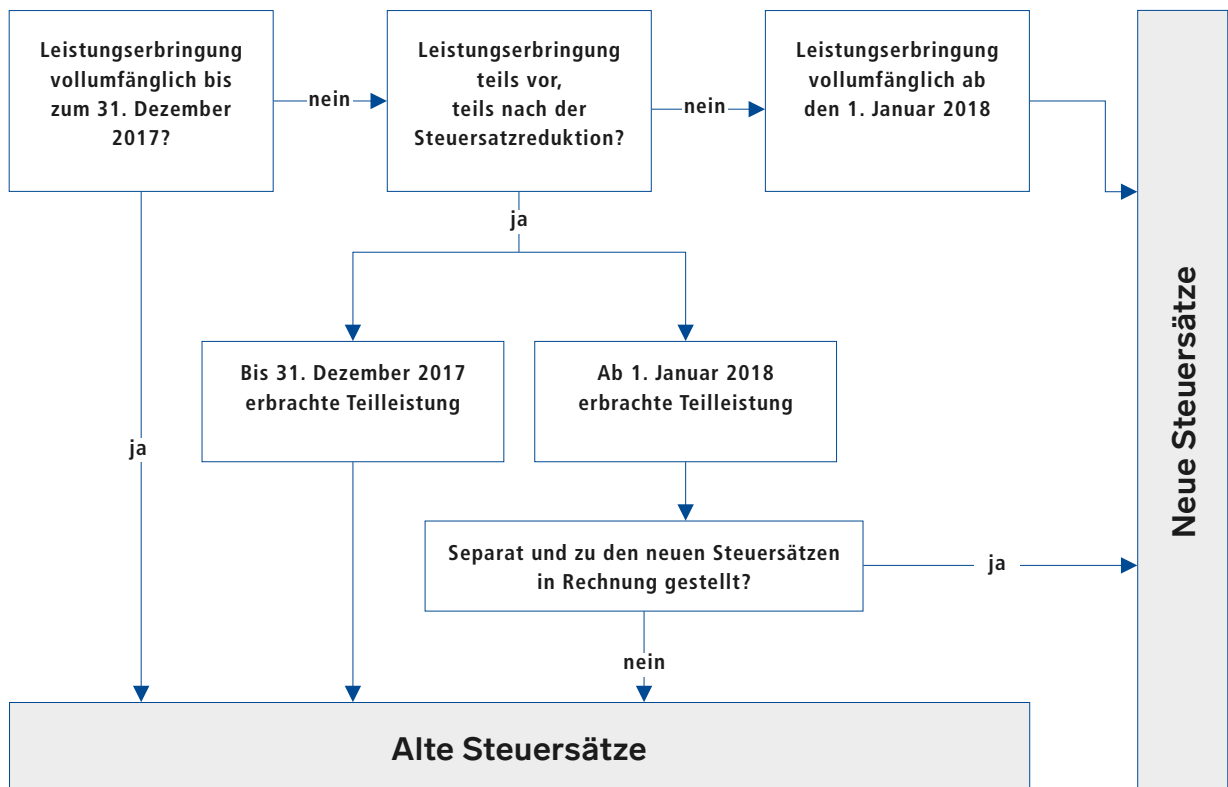 Leistungserbringung
vollumfänglich bis
zum 31. Dezember
2017?
nein
Leistungserbringung
teils vor,
teils nach der
Steuersatzreduktion?
nein
Leistungserbringung
vollumfänglich ab
den 1. Januar 2018
ja
Bis 31. Dezember 2017
erbrachte Teilleistung
Ab 1. Januar 2018
erbrachte Teilleistung
ja
Separat und zu den neuen Steuersätzen
in Rechnung gestellt?
ja
nein
Alte Steuersätze
Neue Steuersätze